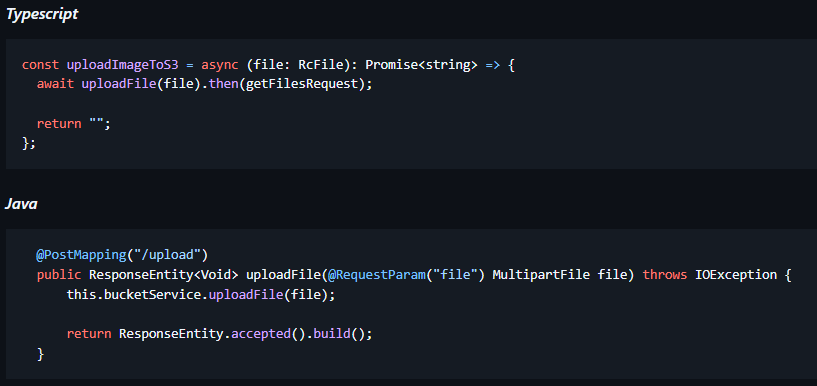 Typescript
const uploadImageToS3 = async (file: RcFile): Promise<string> => {
  await uploadFile(file).then(getFilesRequest);

  return "";
};
Java
  @PostMapping("/upload")
  public ResponseEntity<Void> uploadFile(@RequestParam("file") MultipartFile file) throws IOException {
      this.bucketService.uploadFile(file);

      return ResponseEntity.accepted().build();
  }